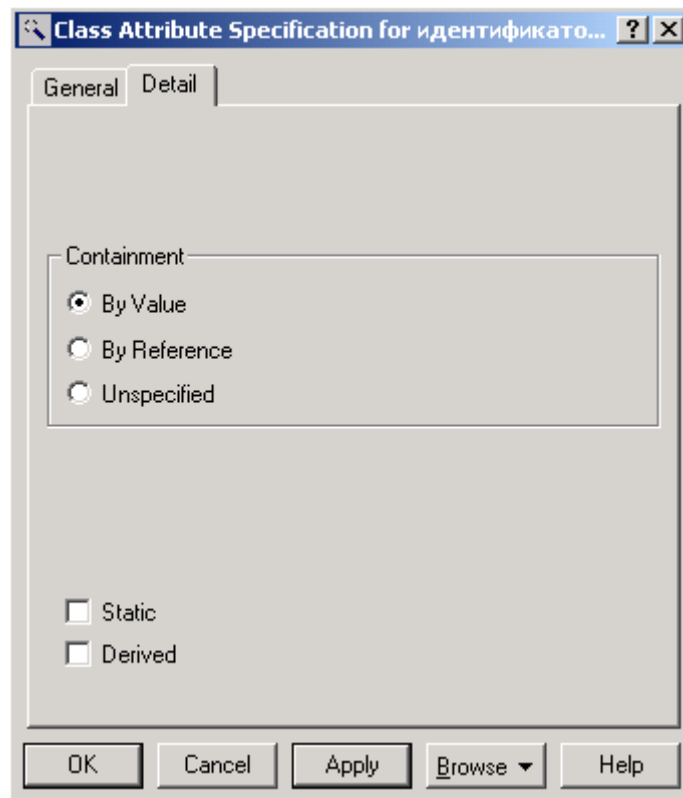 Class Attribute Specification for идентификато...
General Detail
Containment
By Value
By Reference
Unspecified
Static
Derived
OK Cancel Apply Browse Help